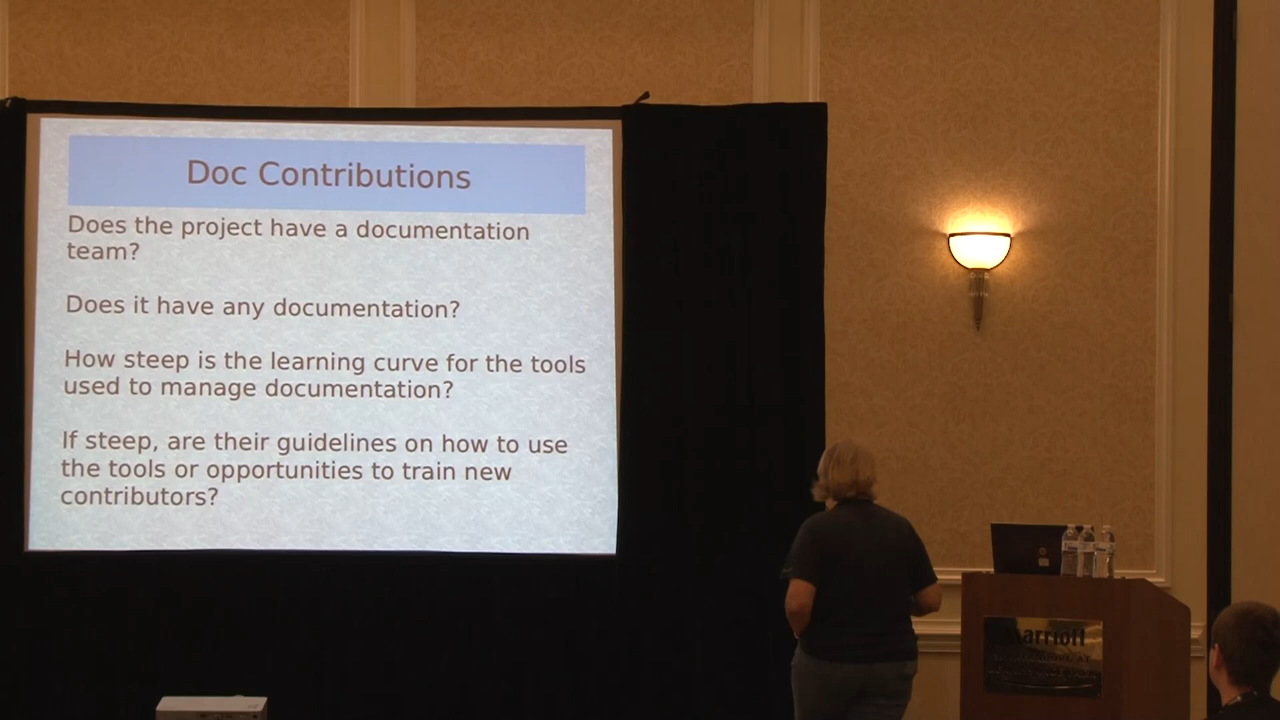 Doc Contributions
Does the project have a documentation
team?
Does it have any documentation?
How steep is the learning curve for the tools
used to manage documentation?
If steep, are their guidelines on how to use
the tools or opportunities to train new
contributors?
Marriott